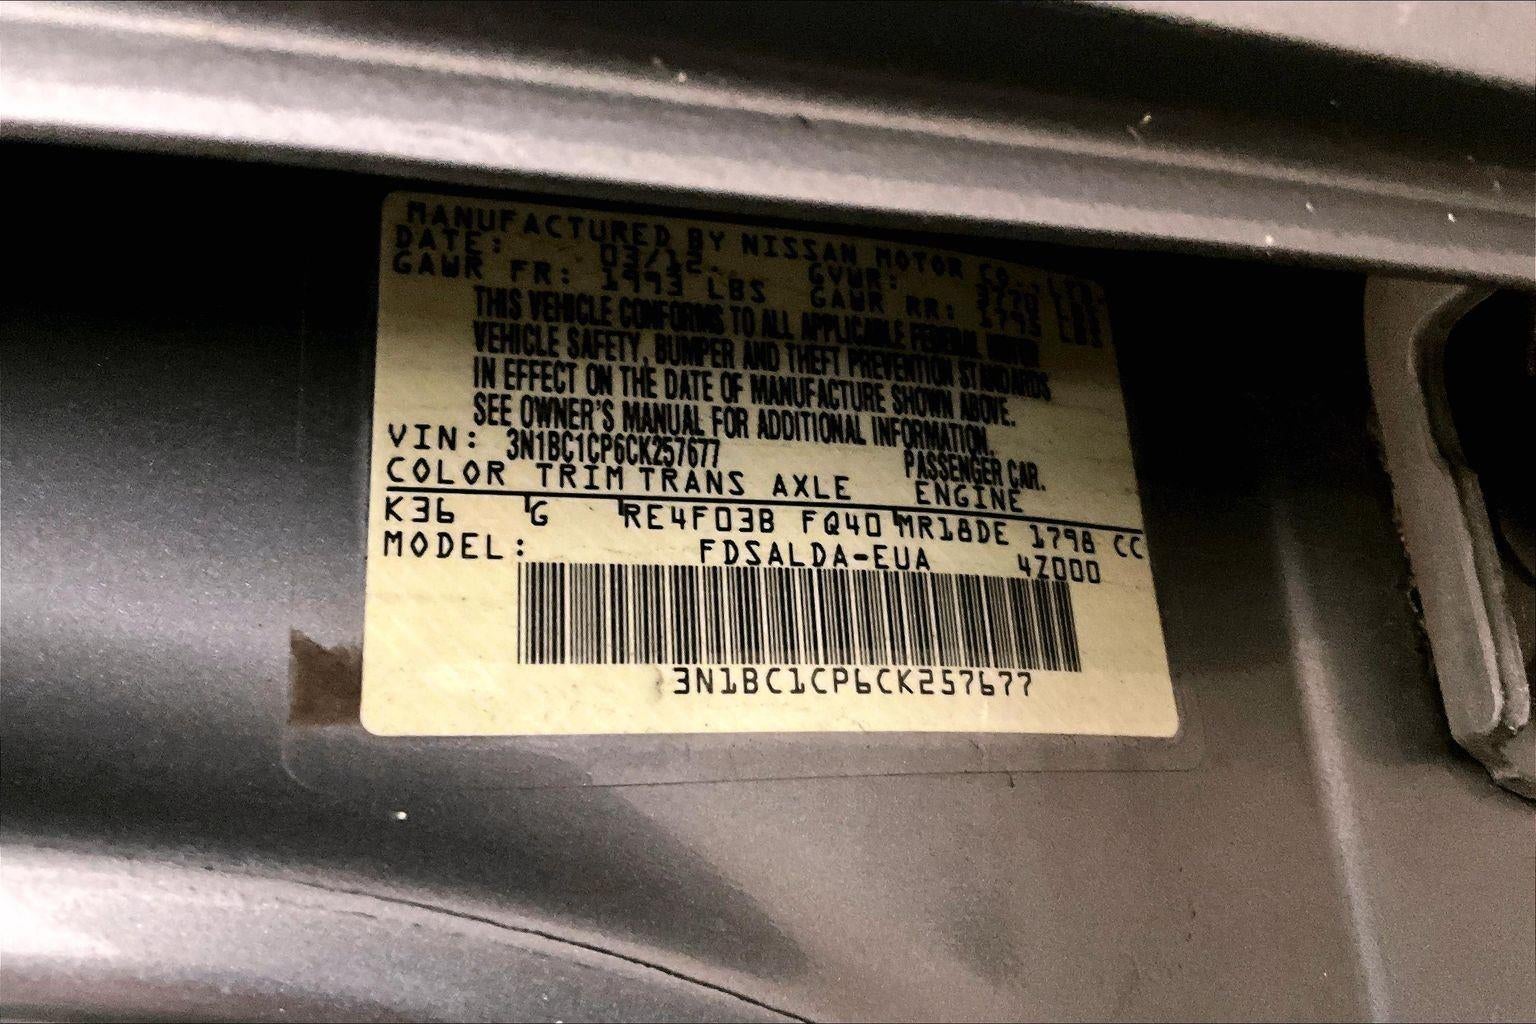 MANUFACTURED BY NISSAN MOTOR CO., LTD.
DATE: 03/12 GVWR: LBS
GAWR FR: 1993 LBS GAWR RR: 1795 LBS
THIS VEHICLE CONFORMS TO ALL APPLICABLE FEDERAL MOTOR
VEHICLE SAFETY, BUMPER AND THEFT PREVENTION STANDARDS
IN EFFECT ON THE DATE OF MANUFACTURE SHOWN ABOVE.
SEE OWNER'S MANUAL FOR ADDITIONAL INFORMATION.
VIN: 3N1BC1CP6CK257677 PASSENGER CAR.
COLOR TRIM TRANS AXLE ENGINE
K36 G RE4F03B FQ40 MR18DE 1798 CC
MODEL: FDSALDA-EUA 4Z000
3N1BC1CP6CK257677